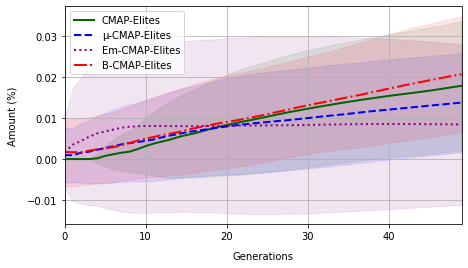 CMAP-Elites
μ-CMAP-Elites
Em-CMAP-Elites
B-CMAP-Elites
0.03
0.02
0.01
0.00
−0.01
Amount (%)
0 10 20 30 40
Generations